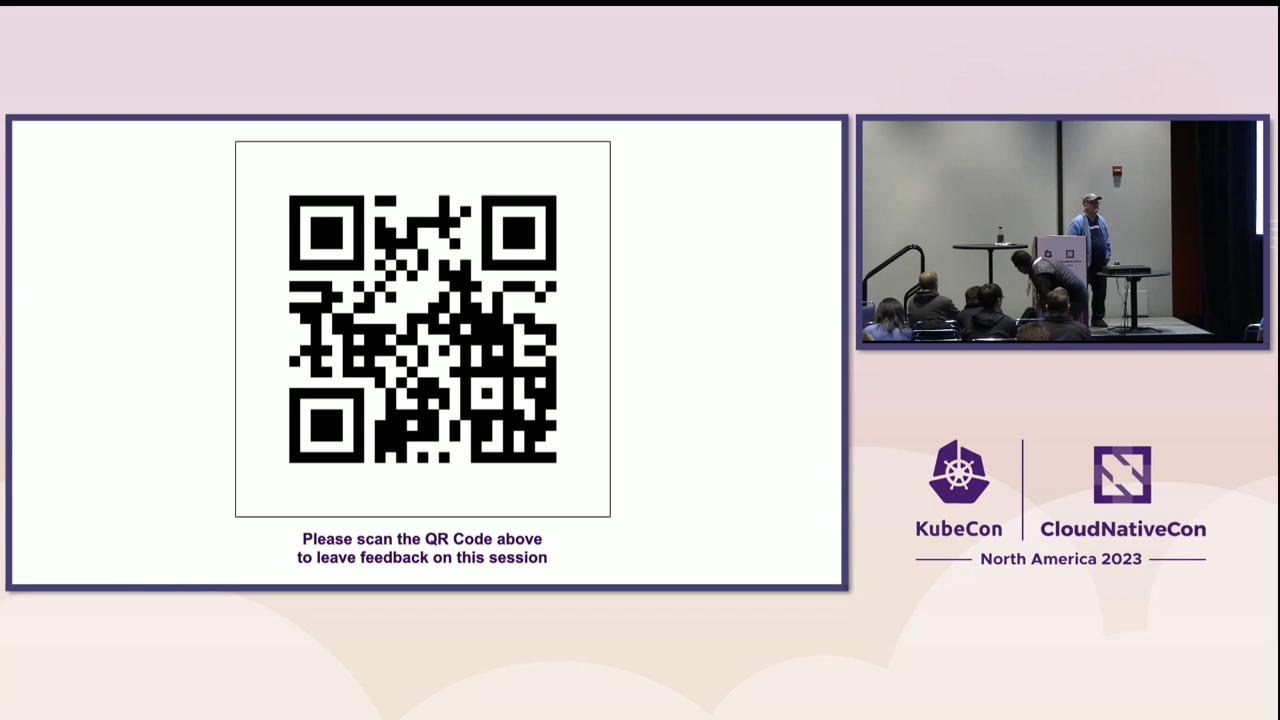 Please scan the QR Code above
to leave feedback on this session
KubeCon
CloudNativeCon
North America 2023